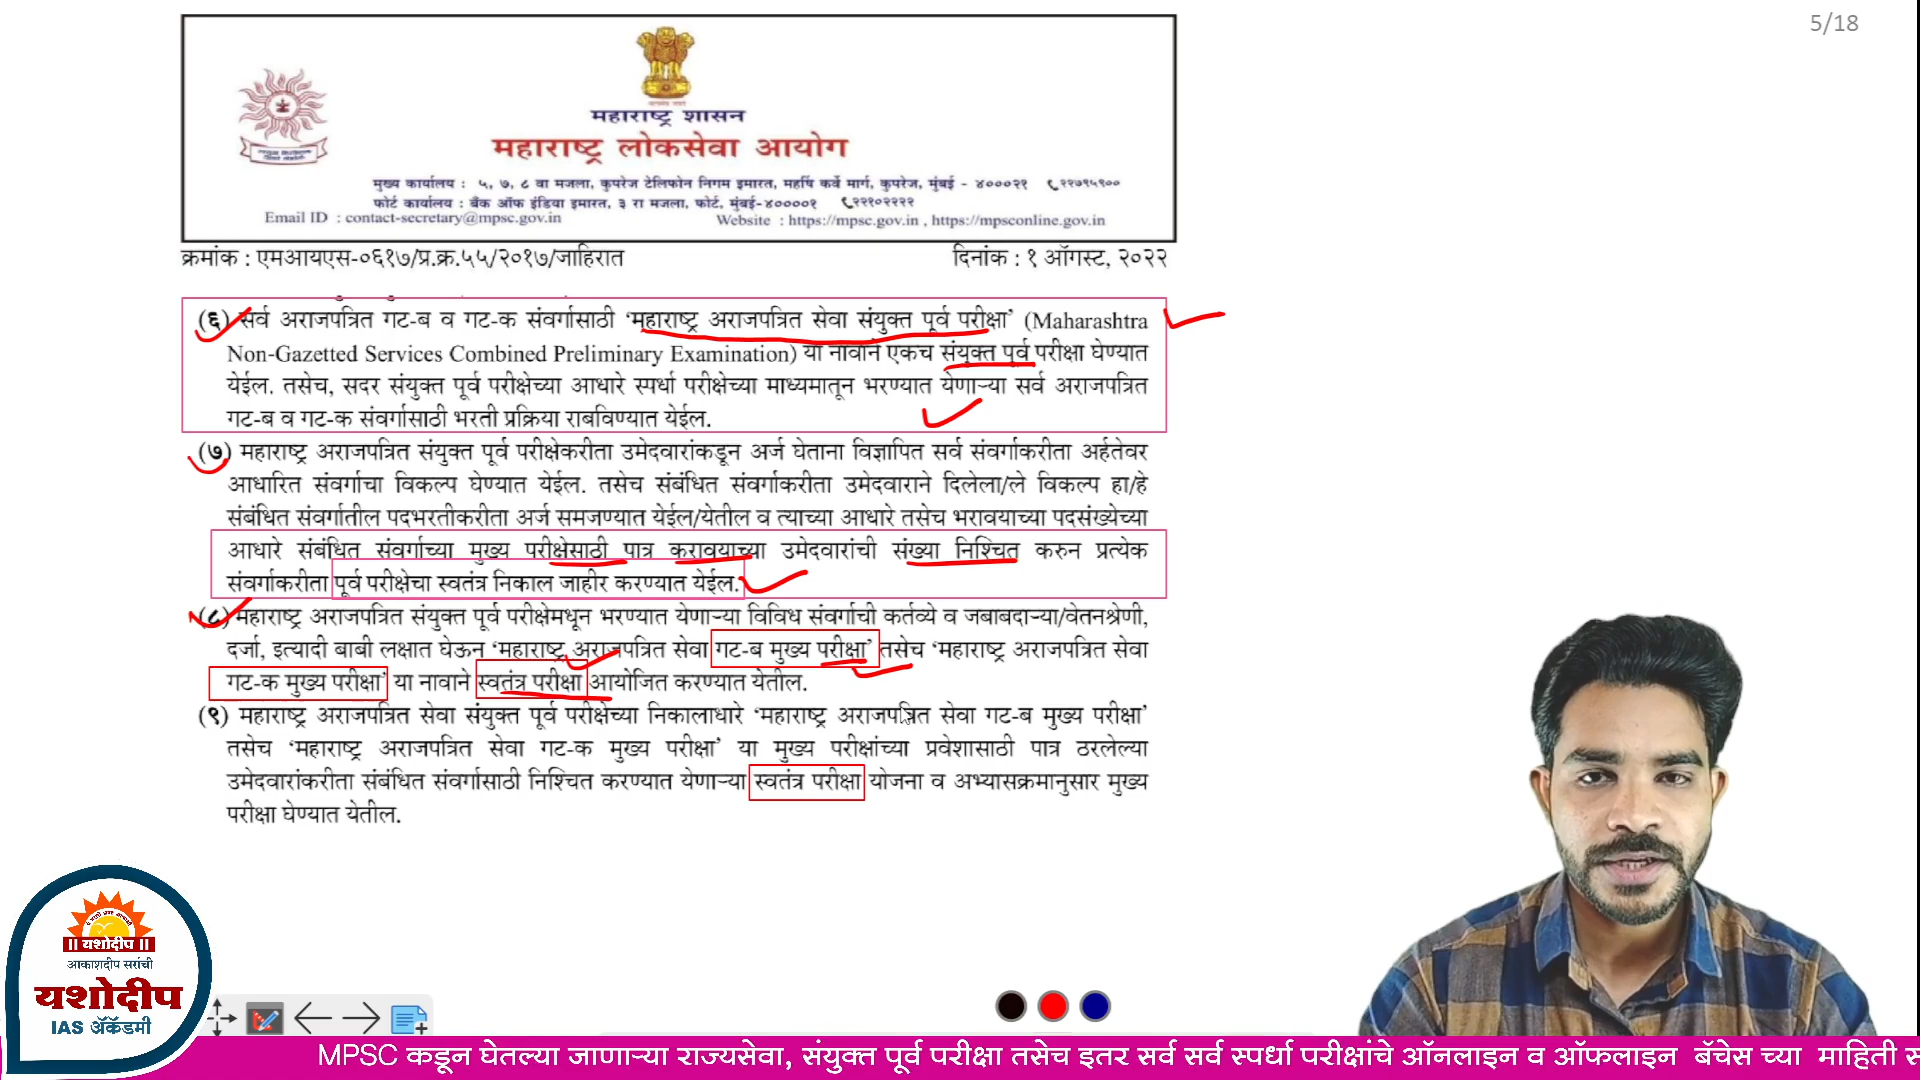 5/18
महाराष्ट्र शासन
महाराष्ट्र लोकसेवा आयोग
मुख्य कार्यालय : ५, ७, ८ वा मजला, कुपरेज टेलिफोन निगम इमारत, महर्षि कर्वे मार्ग, कुपरेज, मुंबई - ४०००२१ २२७९५९००
फोर्ट कार्यालय : बँक ऑफ इंडिया इमारत, ३ रा मजला, फोर्ट, मुंबई-४००००१ २२१०२२२२
Email ID : contact-secretary@mpsc.gov.in Website : https://mpsc.gov.in , https://mpsconline.gov.in
क्रमांक : एमआयएस-०६१७/प्र.क्र.५५/२०१७/जाहिरात दिनांक : १ ऑगस्ट, २०२२
(६) सर्व अराजपत्रित गट-ब व गट-क संवर्गासाठी ‘महाराष्ट्र अराजपत्रित सेवा संयुक्त पूर्व परीक्षा’ (Maharashtra
Non-Gazetted Services Combined Preliminary Examination) या नावाने एकच संयुक्त पूर्व परीक्षा घेण्यात
येईल. तसेच, सदर संयुक्त पूर्व परीक्षेच्या आधारे स्पर्धा परीक्षेच्या माध्यमातून भरण्यात येणाऱ्या सर्व अराजपत्रित
गट-ब व गट-क संवर्गासाठी भरती प्रक्रिया राबविण्यात येईल.
(७) महाराष्ट्र अराजपत्रित संयुक्त पूर्व परीक्षेकरीता उमेदवारांकडून अर्ज घेताना विज्ञापित सर्व संवर्गाकरीता अर्हतेवर
आधारित संवर्गाचा विकल्प घेण्यात येईल. तसेच संबंधित संवर्गाकरीता उमेदवाराने दिलेला/ले विकल्प हा/हे
संबंधित संवर्गातील पदभरतीकरीता अर्ज समजण्यात येईल/येतील व त्याच्या आधारे तसेच भरावयाच्या पदसंख्येच्या
आधारे संबंधित संवर्गाच्या मुख्य परीक्षेसाठी पात्र करावयाच्या उमेदवारांची संख्या निश्चित करुन प्रत्येक
संवर्गाकरीता पूर्व परीक्षेचा स्वतंत्र निकाल जाहीर करण्यात येईल.
(८) महाराष्ट्र अराजपत्रित संयुक्त पूर्व परीक्षेमधून भरण्यात येणाऱ्या विविध संवर्गाची कर्तव्ये व जबाबदाऱ्या/वेतनश्रेणी,
दर्जा, इत्यादी बाबी लक्षात घेऊन ‘महाराष्ट्र अराजपत्रित सेवा गट-ब मुख्य परीक्षा’ तसेच ‘महाराष्ट्र अराजपत्रित सेवा
गट-क मुख्य परीक्षा’ या नावाने स्वतंत्र परीक्षा आयोजित करण्यात येतील.
(९) महाराष्ट्र अराजपत्रित सेवा संयुक्त पूर्व परीक्षेच्या निकालाधारे ‘महाराष्ट्र अराजपत्रित सेवा गट-ब मुख्य परीक्षा’
तसेच ‘महाराष्ट्र अराजपत्रित सेवा गट-क मुख्य परीक्षा’ या मुख्य परीक्षांच्या प्रवेशासाठी पात्र ठरलेल्या
उमेदवारांकरीता संबंधित संवर्गासाठी निश्चित करण्यात येणाऱ्या स्वतंत्र परीक्षा योजना व अभ्यासक्रमानुसार मुख्य
परीक्षा घेण्यात येतील.
॥ यशोदीप ॥
आकाशदीप सरांची
यशोदीप
IAS ॲकॅडमी
MPSC कडून घेतल्या जाणाऱ्या राज्यसेवा, संयुक्त पूर्व परीक्षा तसेच इतर सर्व सर्व स्पर्धा परीक्षांचे ऑनलाइन व ऑफलाइन बॅचेस च्या माहिती स